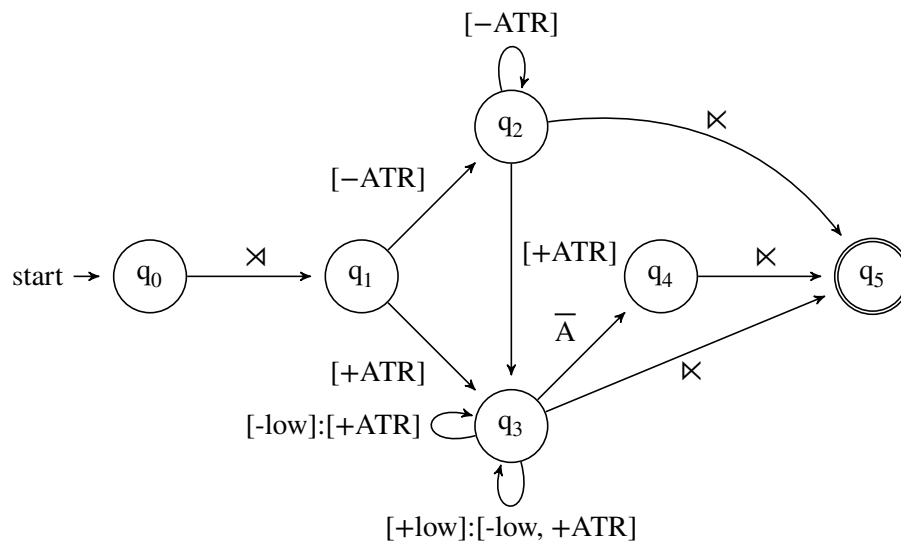 [−ATR]
q2
⋉
[−ATR]
start
q0
⋊
q1
[+ATR]
q4
⋉
q5
A̅
[+ATR]
⋉
[-low]:[+ATR]
q3
[+low]:[-low, +ATR]